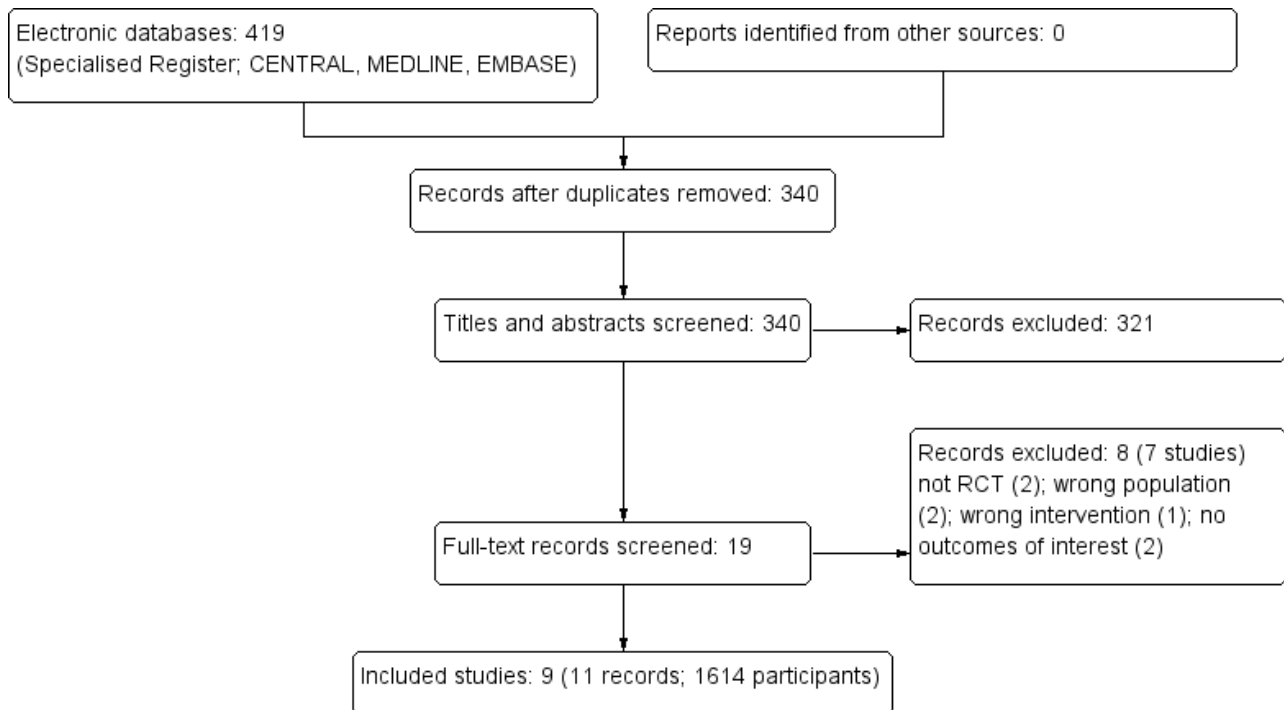 Electronic databases: 419
(Specialised Register; CENTRAL, MEDLINE, EMBASE)
Reports identified from other sources: 0
Records after duplicates removed: 340
Titles and abstracts screened: 340
Records excluded: 321
Records excluded: 8 (7 studies)
not RCT (2); wrong population
(2); wrong intervention (1); no
outcomes of interest (2)
Full-text records screened: 19
Included studies: 9 (11 records; 1614 participants)